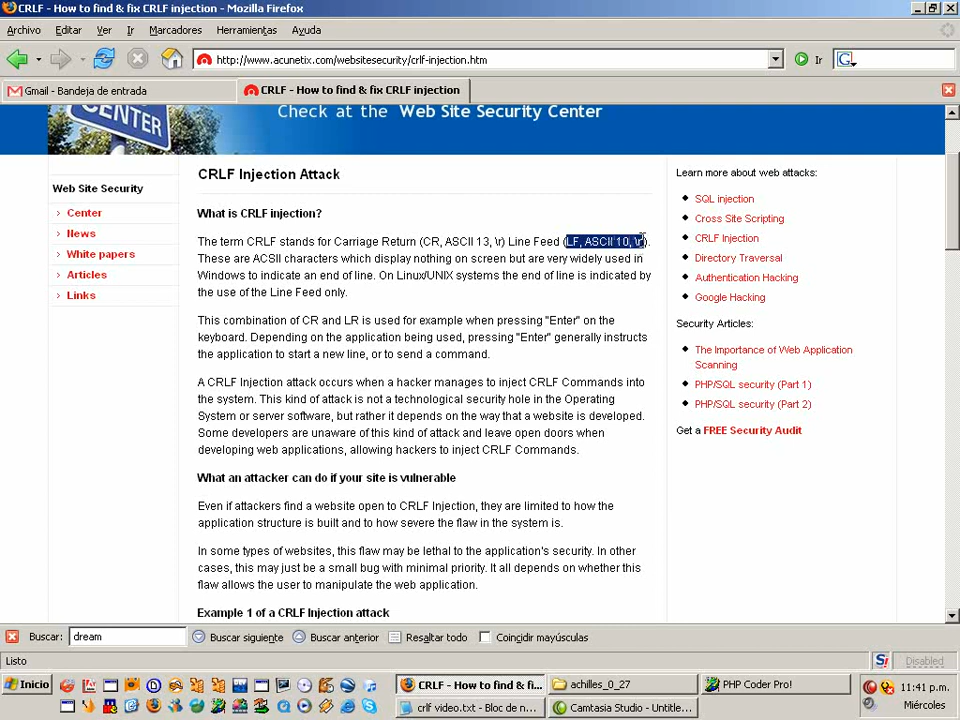 CRLF - How to find & fix CRLF injection - Mozilla Firefox
Archivo Editar Ver Ir Marcadores Herramientas Ayuda
http://www.acunetix.com/websitesecurity/crlf-injection.htm
Ir
G
Gmail - Bandeja de entrada
CRLF - How to find & fix CRLF injection
CENTER
Check at the Web Site Security Center
Web Site Security
Center
News
White papers
Articles
Links
CRLF Injection Attack
What is CRLF injection?
The term CRLF stands for Carriage Return (CR, ASCII 13, \r) Line Feed (LF, ASCII 10, \r).
These are ACSII characters which display nothing on screen but are very widely used in
Windows to indicate an end of line. On Linux/UNIX systems the end of line is indicated by
the use of the Line Feed only.
This combination of CR and LR is used for example when pressing "Enter" on the
keyboard. Depending on the application being used, pressing "Enter" generally instructs
the application to start a new line, or to send a command.
A CRLF Injection attack occurs when a hacker manages to inject CRLF Commands into
the system. This kind of attack is not a technological security hole in the Operating
System or server software, but rather it depends on the way that a website is developed.
Some developers are unaware of this kind of attack and leave open doors when
developing web applications, allowing hackers to inject CRLF Commands.
What an attacker can do if your site is vulnerable
Even if attackers find a website open to CRLF Injection, they are limited to how the
application structure is built and to how severe the flaw in the system is.
In some types of websites, this flaw may be lethal to the application's security. In other
cases, this may just be a small bug with minimal priority. It all depends on whether this
flaw allows the user to manipulate the web application.
Example 1 of a CRLF Injection attack
Learn more about web attacks:
SQL injection
Cross Site Scripting
CRLF Injection
Directory Traversal
Authentication Hacking
Google Hacking
Security Articles:
The Importance of Web Application
Scanning
PHP/SQL security (Part 1)
PHP/SQL security (Part 2)
Get a FREE Security Audit
Buscar: dream Buscar siguiente Buscar anterior Resaltar todo Coincidir mayúsculas
Listo
Disabled
Inicio
CRLF - How to find & fi...
achilles_0_27
PHP Coder Pro!
11:41 p.m.
crlf video.txt - Bloc de n...
Camtasia Studio - Untitle...
Miércoles